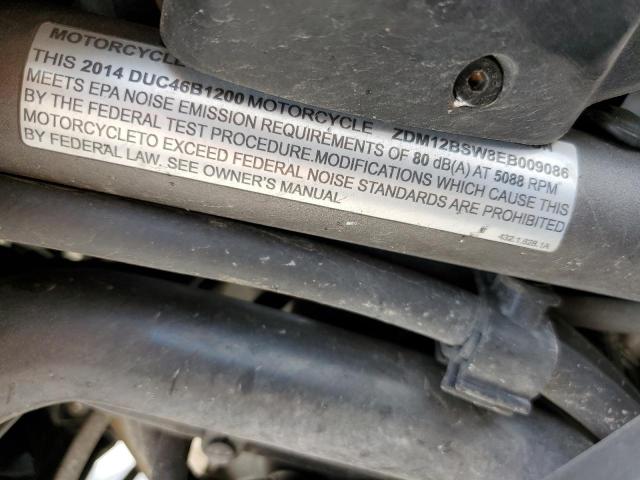 MOTORCYCLE
THIS 2014 DUC46B1200 MOTORCYCLE ZDM12BSW8EB009086
MEETS EPA NOISE EMISSION REQUIREMENTS OF 80 dB(A) AT 5088 RPM
BY THE FEDERAL TEST PROCEDURE.MODIFICATIONS WHICH CAUSE THIS
MOTORCYCLETO EXCEED FEDERAL NOISE STANDARDS ARE PROHIBITED
BY FEDERAL LAW. SEE OWNER'S MANUAL
432.1.828.1A